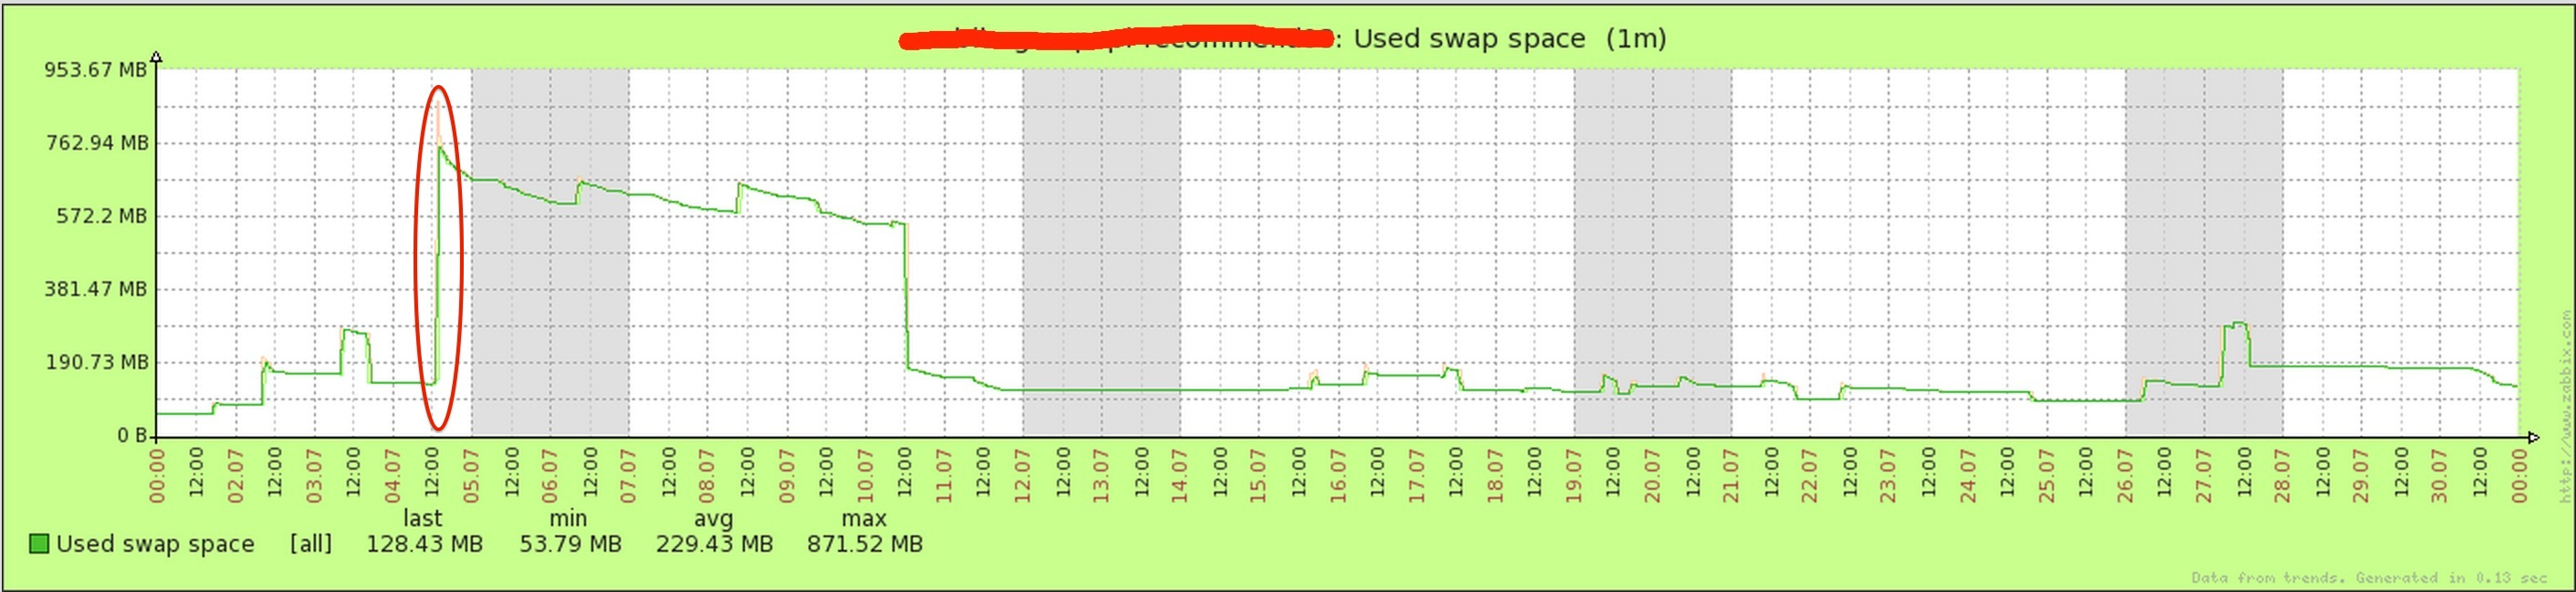 : Used swap space (1m)
953.67 MB
762.94 MB
572.2 MB
381.47 MB
190.73 MB
0 B
00:00 12:00 02.07 12:00 03.07 12:00 04.07 12:00 05.07 12:00 06.07 12:00 07.07 12:00 08.07 12:00 09.07 12:00 10.07 12:00 11.07 12:00 12.07 12:00 13.07 12:00 14.07 12:00 15.07 12:00 16.07 12:00 17.07 12:00 18.07 12:00 19.07 12:00 20.07 12:00 21.07 12:00 22.07 12:00 23.07 12:00 24.07 12:00 25.07 12:00 26.07 12:00 27.07 12:00 28.07 12:00 29.07 12:00 30.07 12:00 00:00
last min avg max
Used swap space [all] 128.43 MB 53.79 MB 229.43 MB 871.52 MB
http://www.zabbix.com
Data from trends. Generated in 0.13 sec